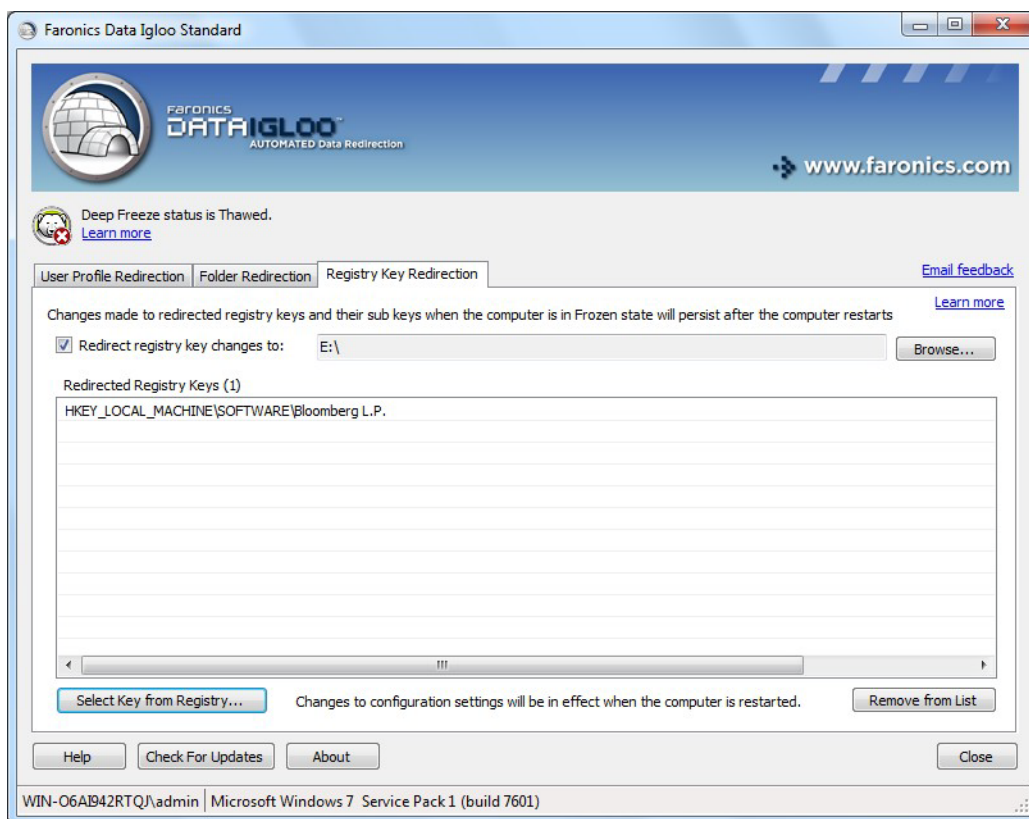 Faronics Data Igloo Standard
Faronics
DATAIGLOO™
AUTOMATED Data Redirection
www.faronics.com
Deep Freeze status is Thawed.
Learn more
User Profile Redirection Folder Redirection Registry Key Redirection Email feedback
Learn more
Changes made to redirected registry keys and their sub keys when the computer is in Frozen state will persist after the computer restarts
Redirect registry key changes to: E:\ Browse...
Redirected Registry Keys (1)
HKEY_LOCAL_MACHINE\SOFTWARE\Bloomberg L.P.
Select Key from Registry... Changes to configuration settings will be in effect when the computer is restarted. Remove from List
Help Check For Updates About Close
WIN-O6AI942RTQJ\admin Microsoft Windows 7 Service Pack 1 (build 7601)